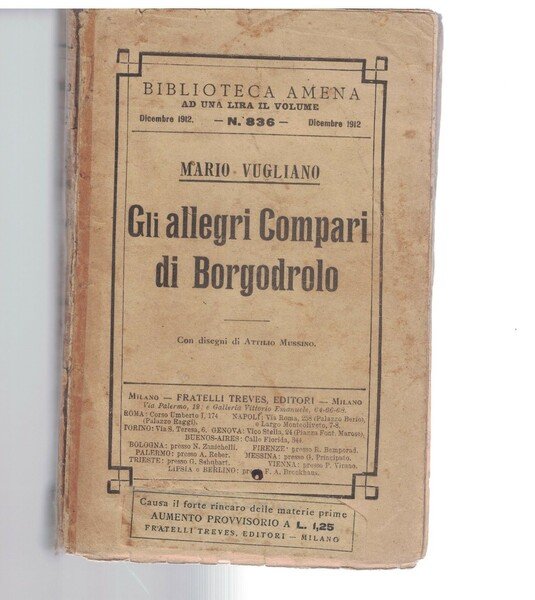 BIBLIOTECA AMENA
AD UNA LIRA IL VOLUME
Dicembre 1912. — N. 836 — Dicembre 1912
MARIO VUGLIANO
Gli allegri Compari
di Borgodrolo
Con disegni di ATTILIO MUSSINO.
MILANO — FRATELLI TREVES, EDITORI — MILANO
Via Palermo, 12; e Galleria Vittorio Emanuele, 64-66-68.
ROMA: Corso Umberto I, 174 NAPOLI: Via Roma, 258 (Palazzo Berio),
(Palazzo Raggi). e Largo Monteoliveto, 7-8.
TORINO: Via S. Teresa, 6. GENOVA: Vico Stella, 24 (Piazza Font. Marose).
BUENOS-AIRES: Calle Florida, 344.
BOLOGNA: presso N. Zanichelli. FIRENZE: presso R. Bemporad.
PALERMO: presso A. Reber. MESSINA: presso G. Principato.
TRIESTE: presso G. Schubart. VIENNA: presso F. Virano.
LIPSIA e BERLINO: presso F. A. Brockhaus.
Causa il forte rincaro delle materie prime
AUMENTO PROVVISORIO A L. 1,25
FRATELLI TREVES, EDITORI - MILANO